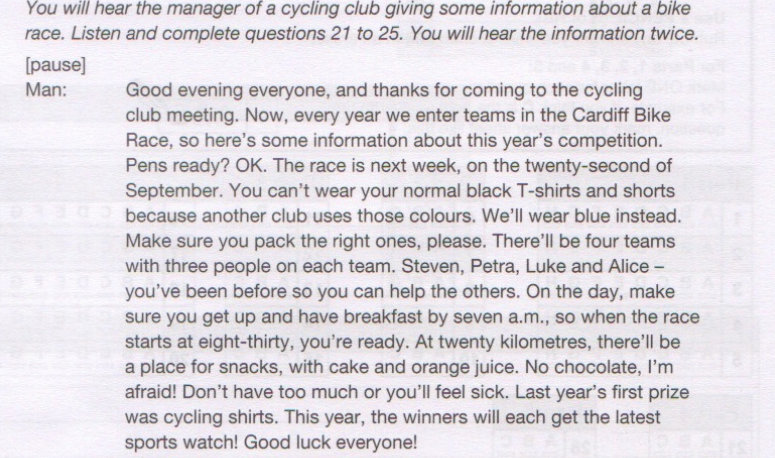 You will hear the manager of a cycling club giving some information about a bike
race. Listen and complete questions 21 to 25. You will hear the information twice.
[pause]
Man: Good evening everyone, and thanks for coming to the cycling
club meeting. Now, every year we enter teams in the Cardiff Bike
Race, so here's some information about this year's competition.
Pens ready? OK. The race is next week, on the twenty-second of
September. You can't wear your normal black T-shirts and shorts
because another club uses those colours. We'll wear blue instead.
Make sure you pack the right ones, please. There'll be four teams
with three people on each team. Steven, Petra, Luke and Alice –
you've been before so you can help the others. On the day, make
sure you get up and have breakfast by seven a.m., so when the race
starts at eight-thirty, you're ready. At twenty kilometres, there'll be
a place for snacks, with cake and orange juice. No chocolate, I'm
afraid! Don't have too much or you'll feel sick. Last year's first prize
was cycling shirts. This year, the winners will each get the latest
sports watch! Good luck everyone!